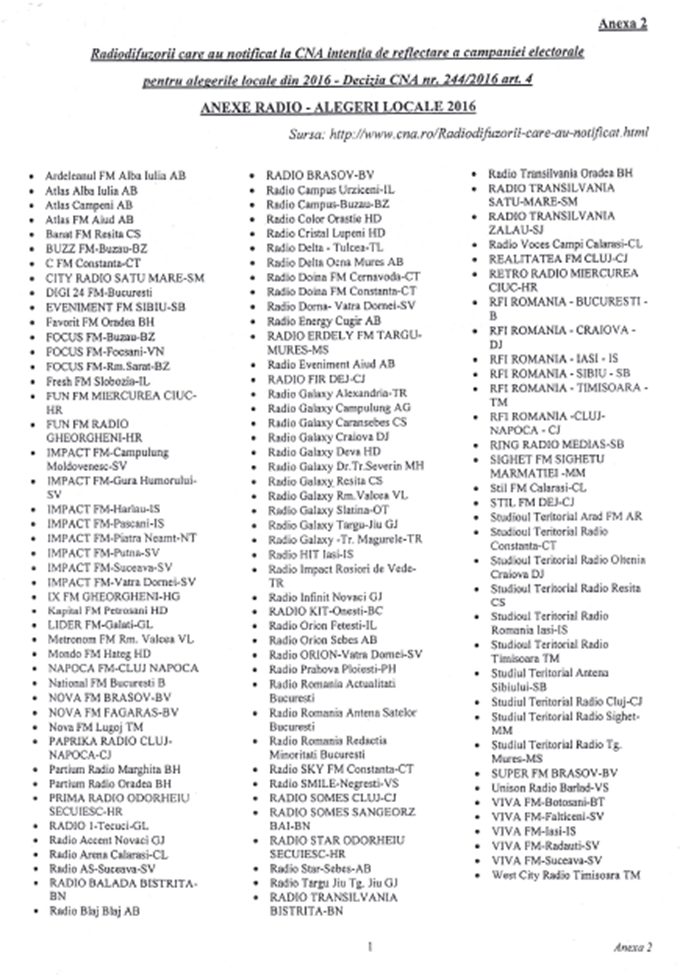 Anexa 2
Radiodifuzorii care au notificat la CNA intenția de reflectare a campaniei electorale
pentru alegerile locale din 2016 - Decizia CNA nr. 244/2016 art. 4
ANEXE RADIO - ALEGERI LOCALE 2016
Sursa: http://www.cna.ro/Radiodifuzorii-care-au-notificat.html
• Ardeleanul FM Alba Iulia AB
• Atlas Alba Iulia AB
• Atlas Campeni AB
• Atlas FM Aiud AB
• Banat FM Resita CS
• BUZZ FM-Buzau-BZ
• C FM Constanta-CT
• CITY RADIO SATU MARE-SM
• DIGI 24 FM-Bucuresti
• EVENIMENT FM SIBIU-SB
• Favorit FM Oradea BH
• FOCUS FM-Buzau-BZ
• FOCUS FM-Focsani-VN
• FOCUS FM-Rm.Sarat-BZ
• Fresh FM Slobozia-IL
• FUN FM MIERCUREA CIUC-
HR
• FUN FM RADIO
GHEORGHENI-HR
• IMPACT FM-Campulung
Moldovenesc-SV
• IMPACT FM-Gura Humorului-
SV
• IMPACT FM-Harlau-IS
• IMPACT FM-Pascani-IS
• IMPACT FM-Piatra Neamt-NT
• IMPACT FM-Putna-SV
• IMPACT FM-Suceava-SV
• IMPACT FM-Vatra Dornei-SV
• IX FM GHEORGHENI-HG
• Kapital FM Petrosani HD
• LIDER FM-Galati-GL
• Metronom FM Rm. Valcea VL
• Mondo FM Hateg HD
• NAPOCA FM-CLUJ NAPOCA
• National FM Bucuresti B
• NOVA FM BRASOV-BV
• NOVA FM FAGARAS-BV
• Nova FM Lugoj TM
• PAPRIKA RADIO CLUJ-
NAPOCA-CJ
• Partium Radio Marghita BH
• Partium Radio Oradea BH
• PRIMA RADIO ODORHEIU
SECUIESC-HR
• RADIO 1-Tecuci-GL
• Radio Accent Novaci GJ
• Radio Arena Calarasi-CL
• Radio AS-Suceava-SV
• RADIO BALADA BISTRITA-
BN
• Radio Blaj Blaj AB
• RADIO BRASOV-BV
• Radio Campus Urziceni-IL
• Radio Campus-Buzau-BZ
• Radio Color Orastie HD
• Radio Cristal Lupeni HD
• Radio Delta - Tulcea-TL
• Radio Delta Ocna Mures AB
• Radio Doina FM Cernavoda-CT
• Radio Doina FM Constanta-CT
• Radio Dorna- Vatra Dornei-SV
• Radio Energy Cugir AB
• RADIO ERDELY FM TARGU-
MURES-MS
• Radio Eveniment Aiud AB
• RADIO FIR DEJ-CJ
• Radio Galaxy Alexandria-TR
• Radio Galaxy Campulung AG
• Radio Galaxy Caransebes CS
• Radio Galaxy Craiova DJ
• Radio Galaxy Deva HD
• Radio Galaxy Dr.Tr.Severin MH
• Radio Galaxy Resita CS
• Radio Galaxy Rm.Valcea VL
• Radio Galaxy Slatina-OT
• Radio Galaxy Targu-Jiu GJ
• Radio Galaxy -Tr. Magurele-TR
• Radio HIT Iasi-IS
• Radio Impact Rosiori de Vede-
TR
• Radio Infinit Novaci GJ
• RADIO KIT-Onesti-BC
• Radio Orion Fetesti-IL
• Radio Orion Sebes AB
• Radio ORION-Vatra Dornei-SV
• Radio Prahova Ploiesti-PH
• Radio Romania Actualitati
Bucuresti
• Radio Romania Antena Satelor
Bucuresti
• Radio Romania Redactia
Minoritati Bucuresti
• Radio SKY FM Constanta-CT
• Radio SMILE-Negresti-VS
• RADIO SOMES CLUJ-CJ
• RADIO SOMES SANGEORZ
BAI-BN
• RADIO STAR ODORHEIU
SECUIESC-HR
• Radio Star-Sebes-AB
• Radio Targu Jiu Tg. Jiu GJ
• RADIO TRANSILVANIA
BISTRITA-BN
• Radio Transilvania Oradea BH
• RADIO TRANSILVANIA
SATU-MARE-SM
• RADIO TRANSILVANIA
ZALAU-SJ
• Radio Voces Campi Calarasi-CL
• REALITATEA FM CLUJ-CJ
• RETRO RADIO MIERCUREA
CIUC-HR
• RFI ROMANIA - BUCURESTI -
B
• RFI ROMANIA - CRAIOVA -
DJ
• RFI ROMANIA - IASI - IS
• RFI ROMANIA - SIBIU - SB
• RFI ROMANIA - TIMISOARA -
TM
• RFI ROMANIA -CLUJ-
NAPOCA - CJ
• RING RADIO MEDIAS-SB
• SIGHET FM SIGHETU
MARMATIEI -MM
• Stil FM Calarasi-CL
• STIL FM DEJ-CJ
• Studioul Teritorial Arad FM AR
• Studioul Teritorial Radio
Constanta-CT
• Studioul Teritorial Radio Oltenia
Craiova DJ
• Studioul Teritorial Radio Resita
CS
• Studioul Teritorial Radio
Romania Iasi-IS
• Studioul Teritorial Radio
Timisoara TM
• Studiul Teritorial Antena
Sibiului-SB
• Studiul Teritorial Radio Cluj-CJ
• Studiul Teritorial Radio Sighet-
MM
• Studiul Teritorial Radio Tg.
Mures-MS
• SUPER FM BRASOV-BV
• Unison Radio Barlad-VS
• VIVA FM-Botosani-BT
• VIVA FM-Falticeni-SV
• VIVA FM-Iasi-IS
• VIVA FM-Radauti-SV
• VIVA FM-Suceava-SV
• West City Radio Timisoara TM
1
Anexa 2